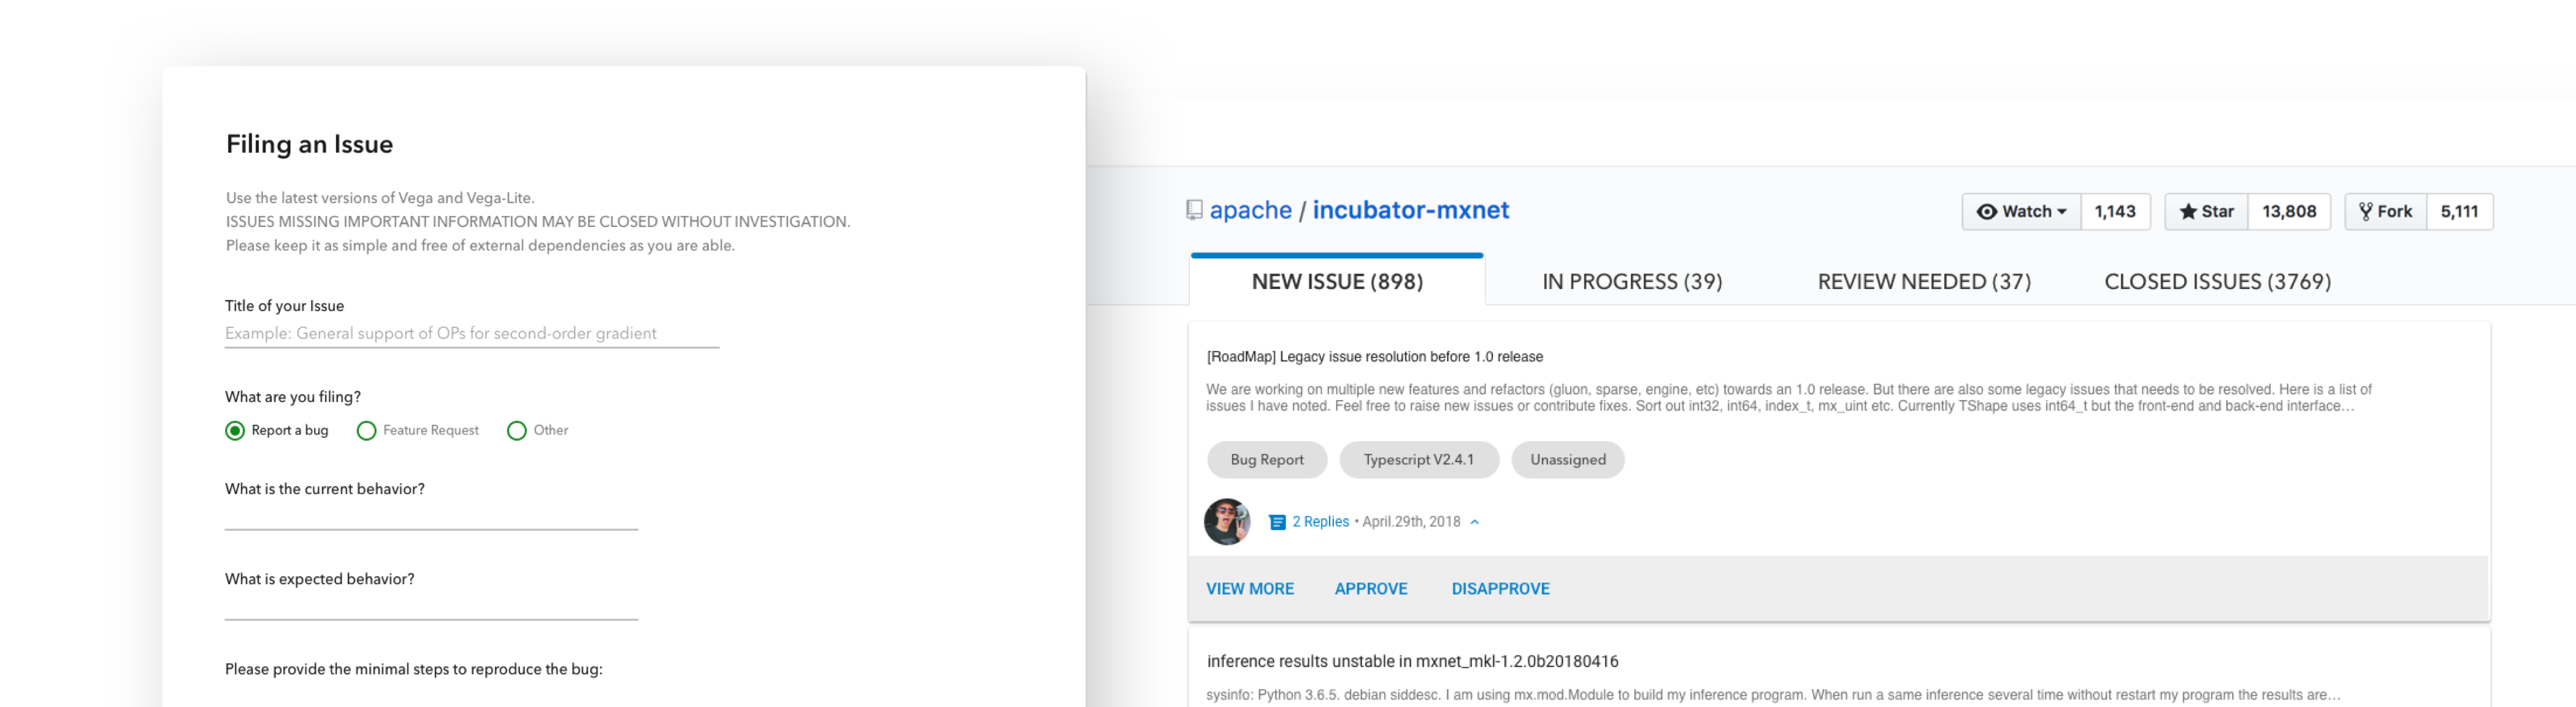 Filing an Issue
Use the latest versions of Vega and Vega-Lite.
ISSUES MISSING IMPORTANT INFORMATION MAY BE CLOSED WITHOUT INVESTIGATION.
Please keep it as simple and free of external dependencies as you are able.
Title of your Issue
Example: General support of OPs for second-order gradient
What are you filing?
Report a bug Feature Request Other
What is the current behavior?
What is expected behavior?
Please provide the minimal steps to reproduce the bug:
apache / incubator-mxnet
Watch 1,143 Star 13,808 Fork 5,111
NEW ISSUE (898) IN PROGRESS (39) REVIEW NEEDED (37) CLOSED ISSUES (3769)
[RoadMap] Legacy issue resolution before 1.0 release
We are working on multiple new features and refactors (gluon, sparse, engine, etc) towards an 1.0 release. But there are also some legacy issues that needs to be resolved. Here is a list of
issues I have noted. Feel free to raise new issues or contribute fixes. Sort out int32, int64, index_t, mx_uint etc. Currently TShape uses int64_t but the front-end and back-end interface...
Bug Report Typescript V2.4.1 Unassigned
2 Replies • April.29th, 2018
VIEW MORE APPROVE DISAPPROVE
inference results unstable in mxnet_mkl-1.2.0b20180416
sysinfo: Python 3.6.5. debian siddesc. I am using mx.mod.Module to build my inference program. When run a same inference several time without restart my program the results are...